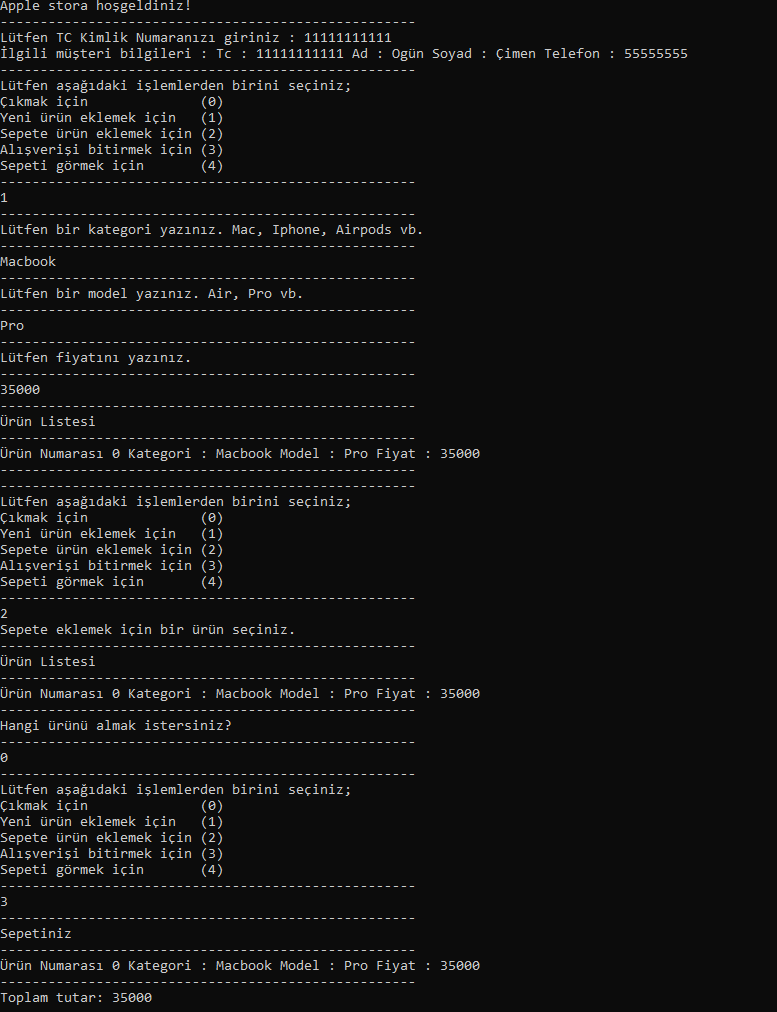 Apple stora hoşgeldiniz!
----------------------------------------------------
Lütfen TC Kimlik Numaranızı giriniz : 11111111111
İlgili müşteri bilgileri : Tc : 11111111111 Ad : Ogün Soyad : Çimen Telefon : 55555555
----------------------------------------------------
Lütfen aşağıdaki işlemlerden birini seçiniz;
Çıkmak için              (0)
Yeni ürün eklemek için   (1)
Sepete ürün eklemek için (2)
Alışverişi bitirmek için (3)
Sepeti görmek için       (4)
----------------------------------------------------
1
----------------------------------------------------
Lütfen bir kategori yazınız. Mac, Iphone, Airpods vb.
----------------------------------------------------
Macbook
----------------------------------------------------
Lütfen bir model yazınız. Air, Pro vb.
----------------------------------------------------
Pro
----------------------------------------------------
Lütfen fiyatını yazınız.
----------------------------------------------------
35000
----------------------------------------------------
Ürün Listesi
----------------------------------------------------
Ürün Numarası 0 Kategori : Macbook Model : Pro Fiyat : 35000
----------------------------------------------------
----------------------------------------------------
Lütfen aşağıdaki işlemlerden birini seçiniz;
Çıkmak için              (0)
Yeni ürün eklemek için   (1)
Sepete ürün eklemek için (2)
Alışverişi bitirmek için (3)
Sepeti görmek için       (4)
----------------------------------------------------
2
Sepete eklemek için bir ürün seçiniz.
----------------------------------------------------
Ürün Listesi
----------------------------------------------------
Ürün Numarası 0 Kategori : Macbook Model : Pro Fiyat : 35000
----------------------------------------------------
Hangi ürünü almak istersiniz?
----------------------------------------------------
0
----------------------------------------------------
Lütfen aşağıdaki işlemlerden birini seçiniz;
Çıkmak için              (0)
Yeni ürün eklemek için   (1)
Sepete ürün eklemek için (2)
Alışverişi bitirmek için (3)
Sepeti görmek için       (4)
----------------------------------------------------
3
----------------------------------------------------
Sepetiniz
----------------------------------------------------
Ürün Numarası 0 Kategori : Macbook Model : Pro Fiyat : 35000
----------------------------------------------------
Toplam tutar: 35000